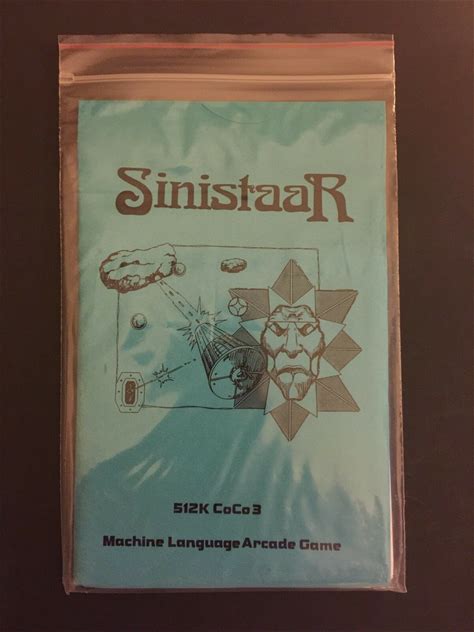 SinistaaR
512K CoCo3
Machine Language Arcade Game